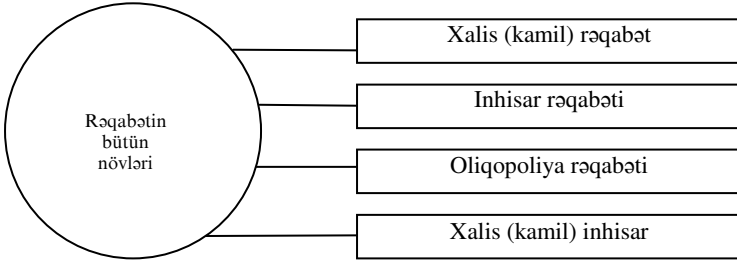 Xalis (kamil) rəqabət
Inhisar rəqabəti
Rəqabətin
bütün
növləri
Oliqopoliya rəqabəti
Xalis (kamil) inhisar